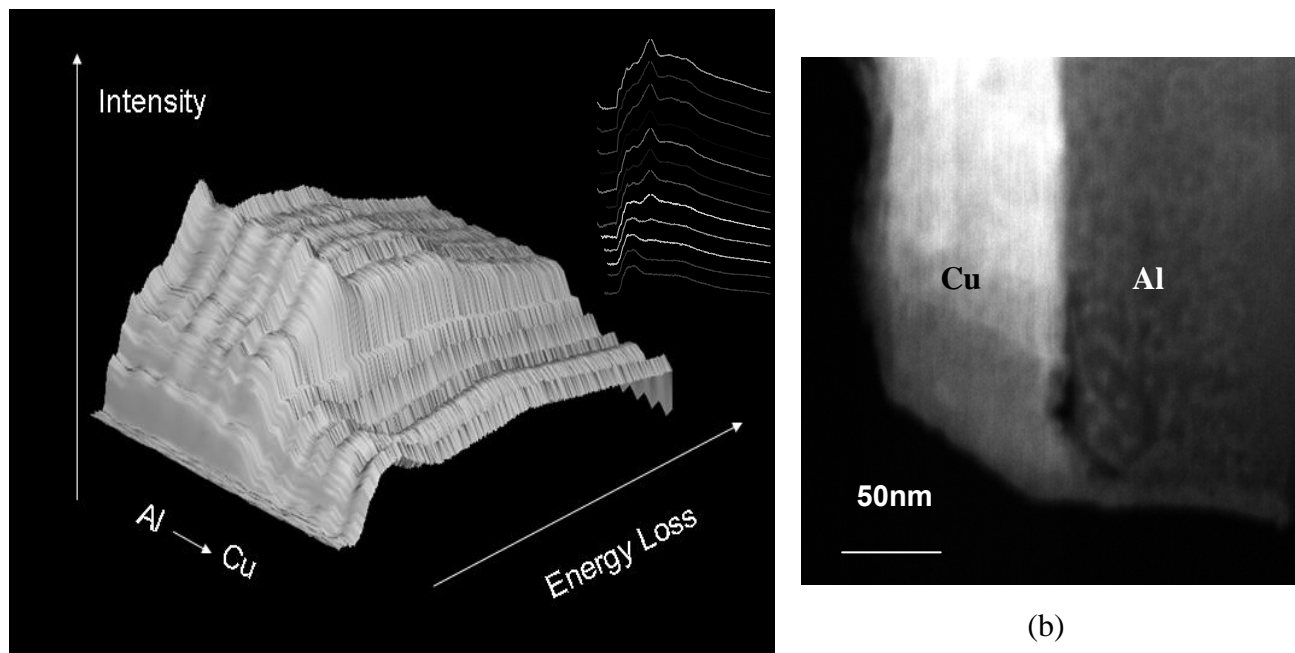 Intensity
Al → Cu
Energy Loss
Cu
Al
50nm
(b)